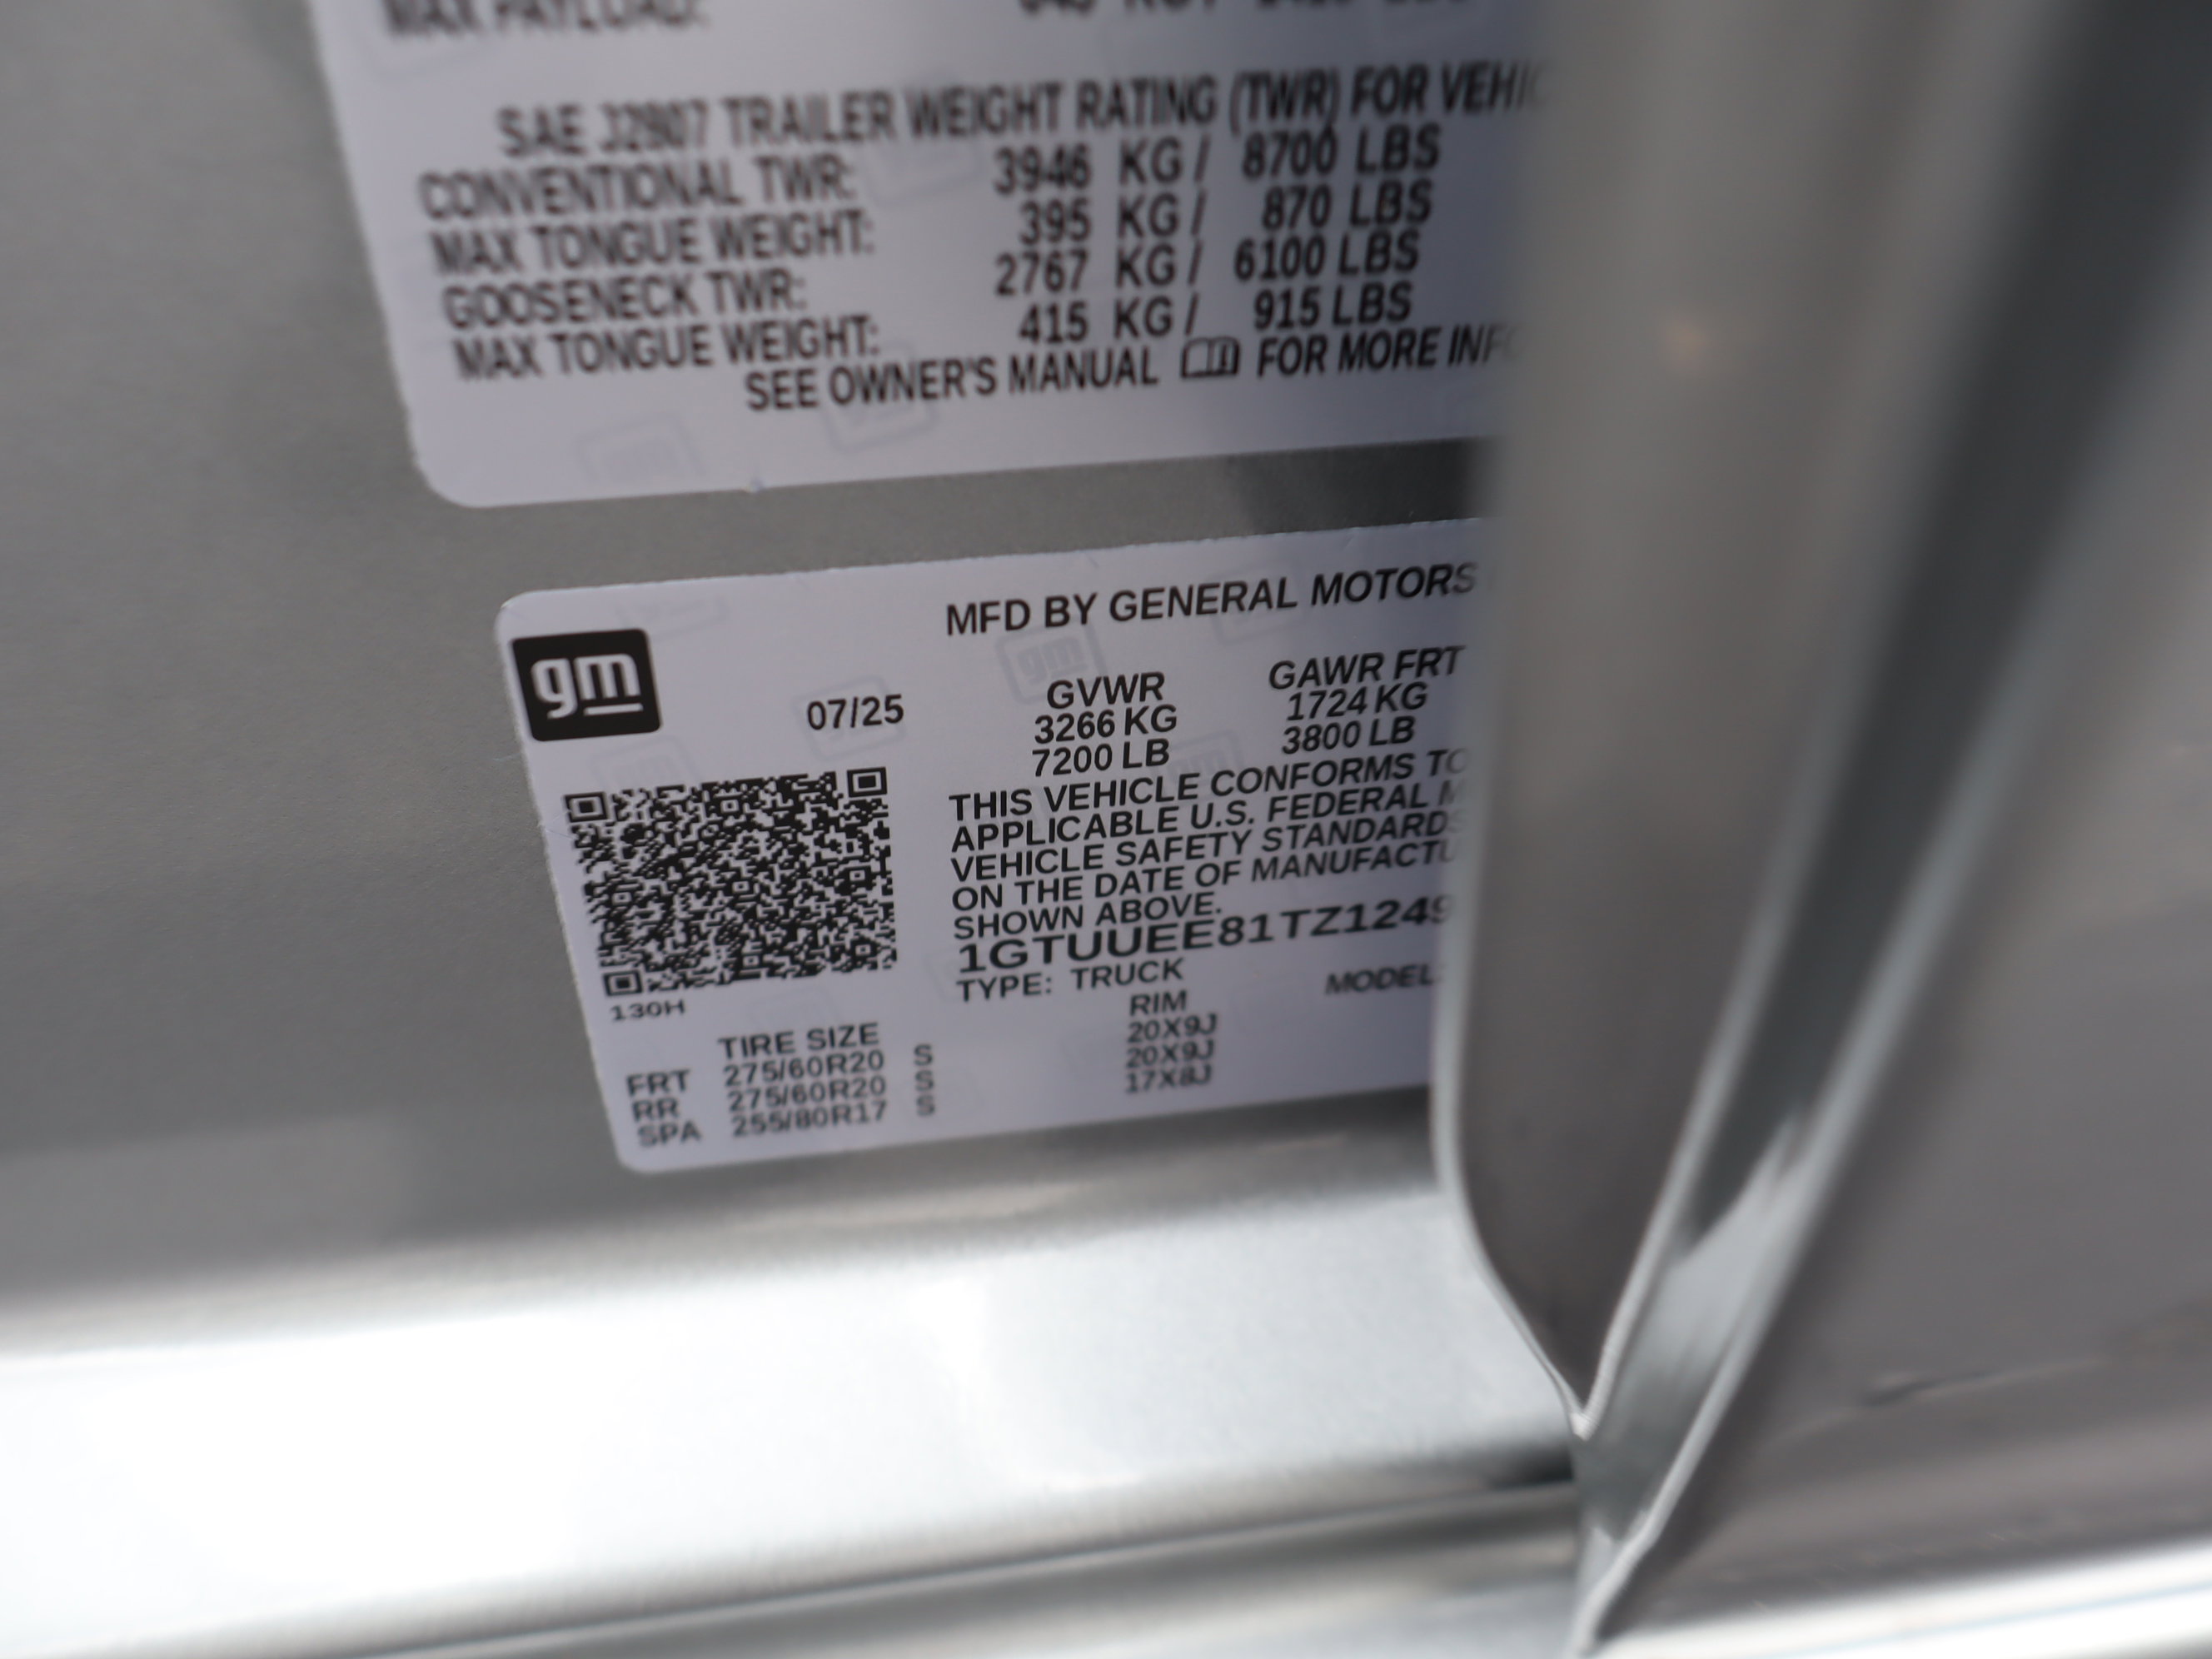 MAX PAYLOAD:
SAE J2807 TRAILER WEIGHT RATING (TWR) FOR
CONVENTIONAL TWR: 3946 KG / 8700 LBS
MAX TONGUE WEIGHT: 395 KG / 870 LBS
GOOSENECK TWR: 2767 KG / 6100 LBS
MAX TONGUE WEIGHT: 415 KG / 915 LBS
SEE OWNER'S MANUAL FOR MORE
MFD BY GENERAL MOTORS
gm
07/25
GVWR GAWR FRT
3266 KG 1724 KG
7200 LB 3800 LB
THIS VEHICLE CONFORMS TO
APPLICABLE U.S. FEDERAL
VEHICLE SAFETY STANDARDS
ON THE DATE OF
SHOWN ABOVE.
1GTUUEE81TZ1249
TYPE: TRUCK MODEL:
130H
TIRE SIZE RIM
FRT 275/60R20 S 20X9J
RR 275/60R20 S 20X9J
SPA 255/80R17 S 17X8J